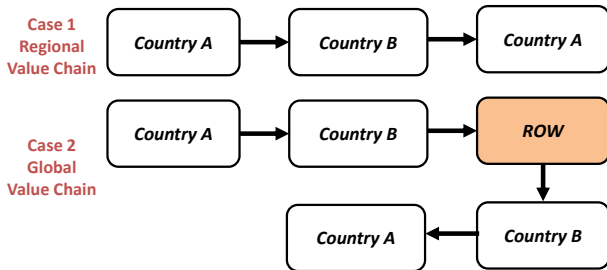 Case 1
Regional
Value Chain
Country A
Country B
Country A
Case 2
Global
Value Chain
Country A
Country B
ROW
Country A
Country B